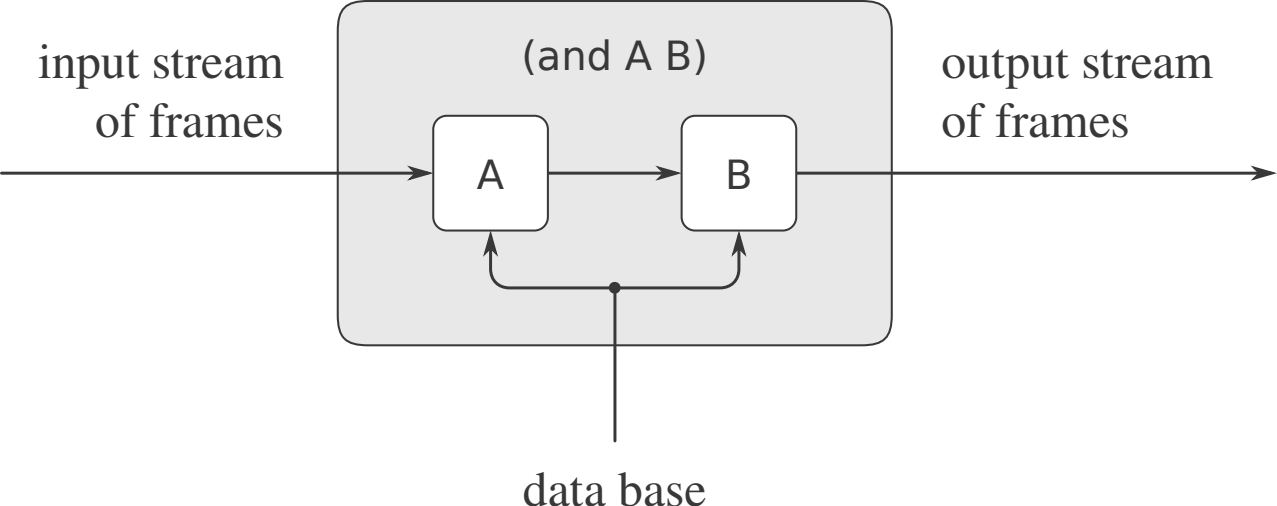 input stream
of frames
(and A B)
A
B
output stream
of frames
data base